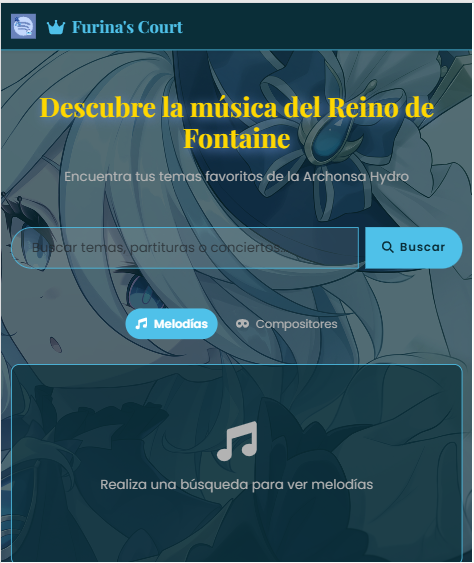 Furina's Court
Descubre la música del Reino de
Fontaine
Encuentra tus temas favoritos de la Archonsa Hydro
Buscar temas, partituras o conciertos...
Buscar
Melodías
Compositores
Realiza una búsqueda para ver melodías